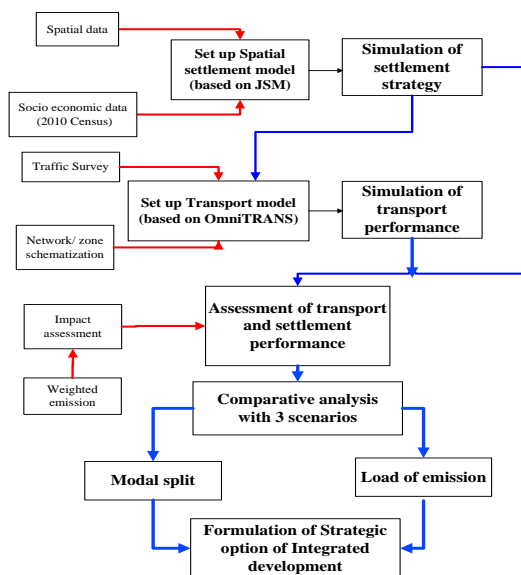 Spatial data
Set up Spatial
settlement model
(based on JSM)
Simulation of
settlement
strategy
Socio economic data
(2010 Census)
Traffic Survey
Set up Transport model
(based on OmniTRANS)
Simulation of
transport
performance
Network/ zone
schematization
Assessment of transport
and settlement
performance
Impact
assessment
Weighted
emission
Comparative analysis
with 3 scenarios
Modal split
Load of emission
Formulation of Strategic
option of Integrated
development